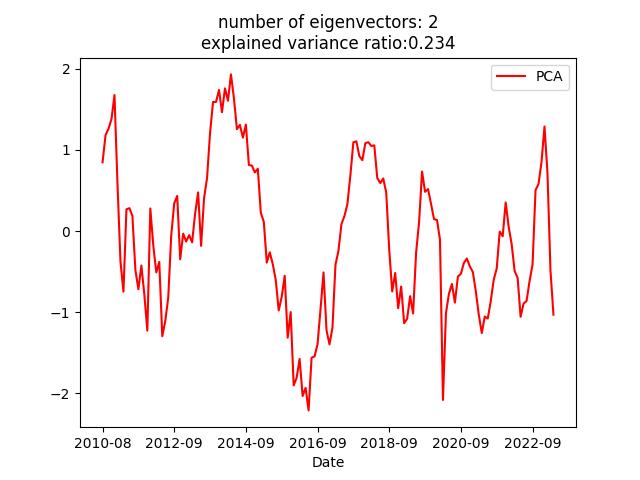 number of eigenvectors: 2
explained variance ratio:0.234
PCA
2
1
0
−1
−2
2010-08 2012-09 2014-09 2016-09 2018-09 2020-09 2022-09
Date